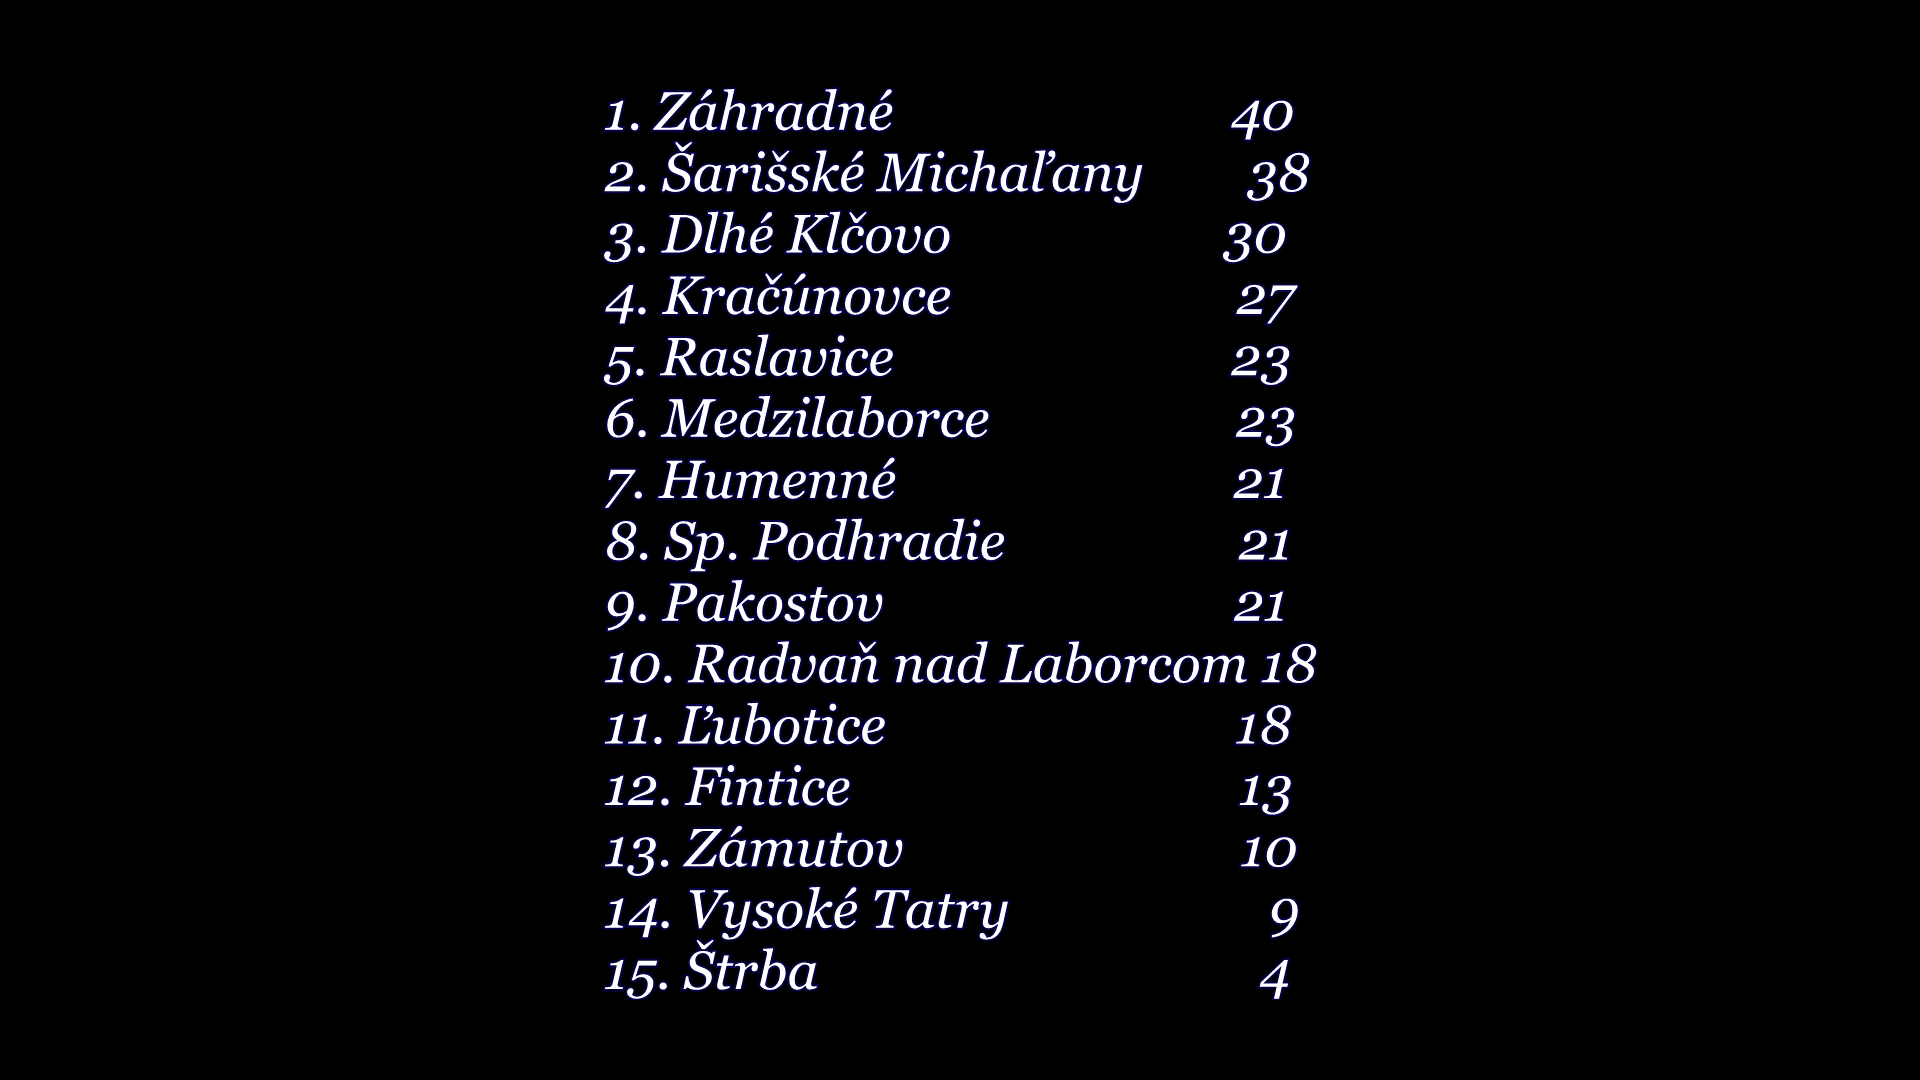 1. Záhradné 40
2. Šarišské Michaľany 38
3. Dlhé Klčovo 30
4. Kračúnovce 27
5. Raslavice 23
6. Medzilaborce 23
7. Humenné 21
8. Sp. Podhradie 21
9. Pakostov 21
10. Radvaň nad Laborcom 18
11. Ľubotice 18
12. Fintice 13
13. Zámutov 10
14. Vysoké Tatry 9
15. Štrba 4